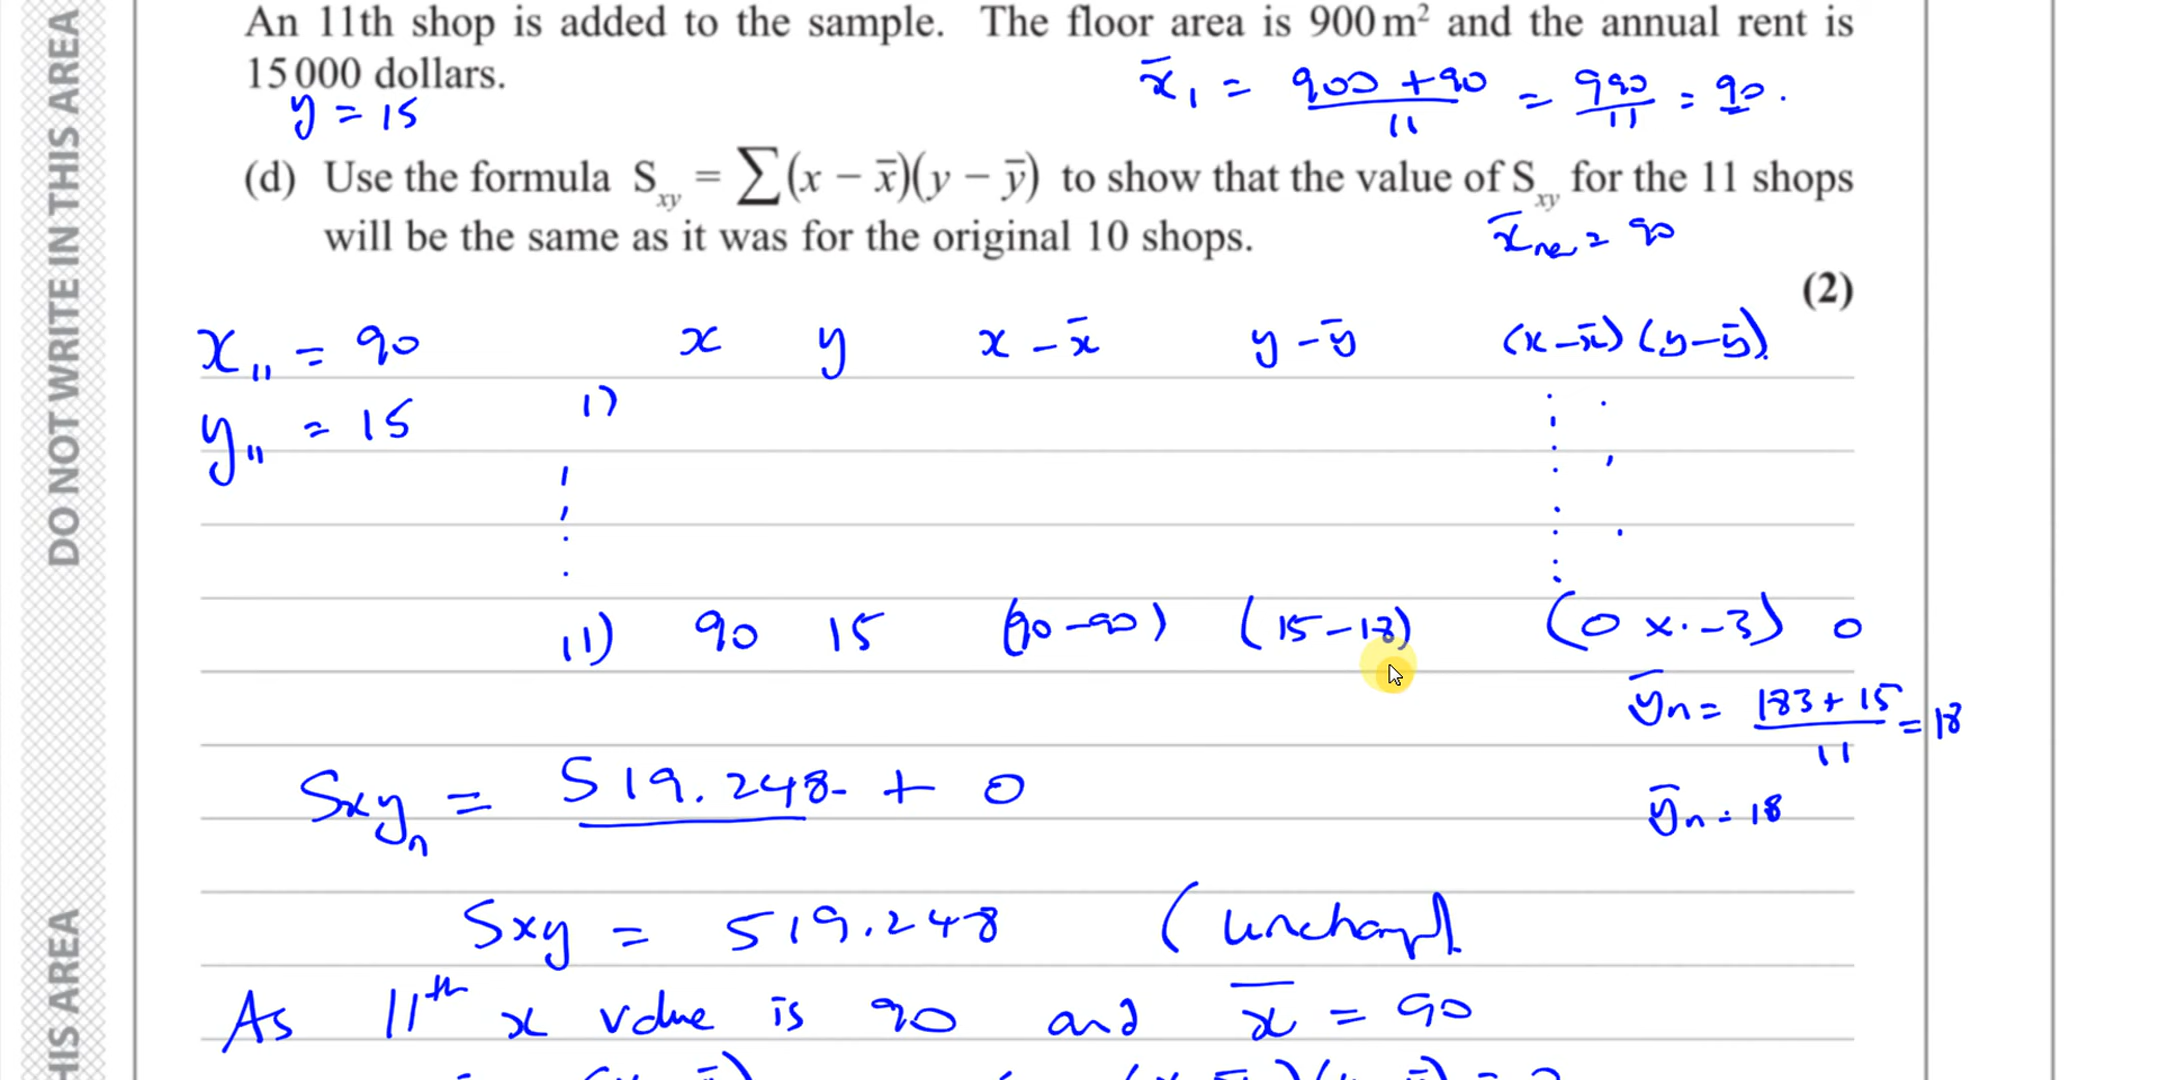 An 11th shop is added to the sample. The floor area is 900 m² and the annual rent is
15 000 dollars.
y = 15
x̄₁ = (900 + 90)/11 = 990/11 = 90.
(d) Use the formula S_xy = ∑(x − x̄)(y − ȳ) to show that the value of S_xy for the 11 shops
will be the same as it was for the original 10 shops.
x̄ne = 90
(2)
x₁₁ = 90 x y x − x̄ y − ȳ (x−x̄)(y−ȳ)
y₁₁ = 15 1)
11) 90 15 (90−90) (15−18) (0 × −3) 0
ȳn = (183 + 15)/11 = 18
Sxyₙ = 519.248 + 0
ȳn = 18
Sxy = 519.248
As 11th x value is 90 and x̄ = 90
DO NOT WRITE IN THIS AREA
HIS AREA